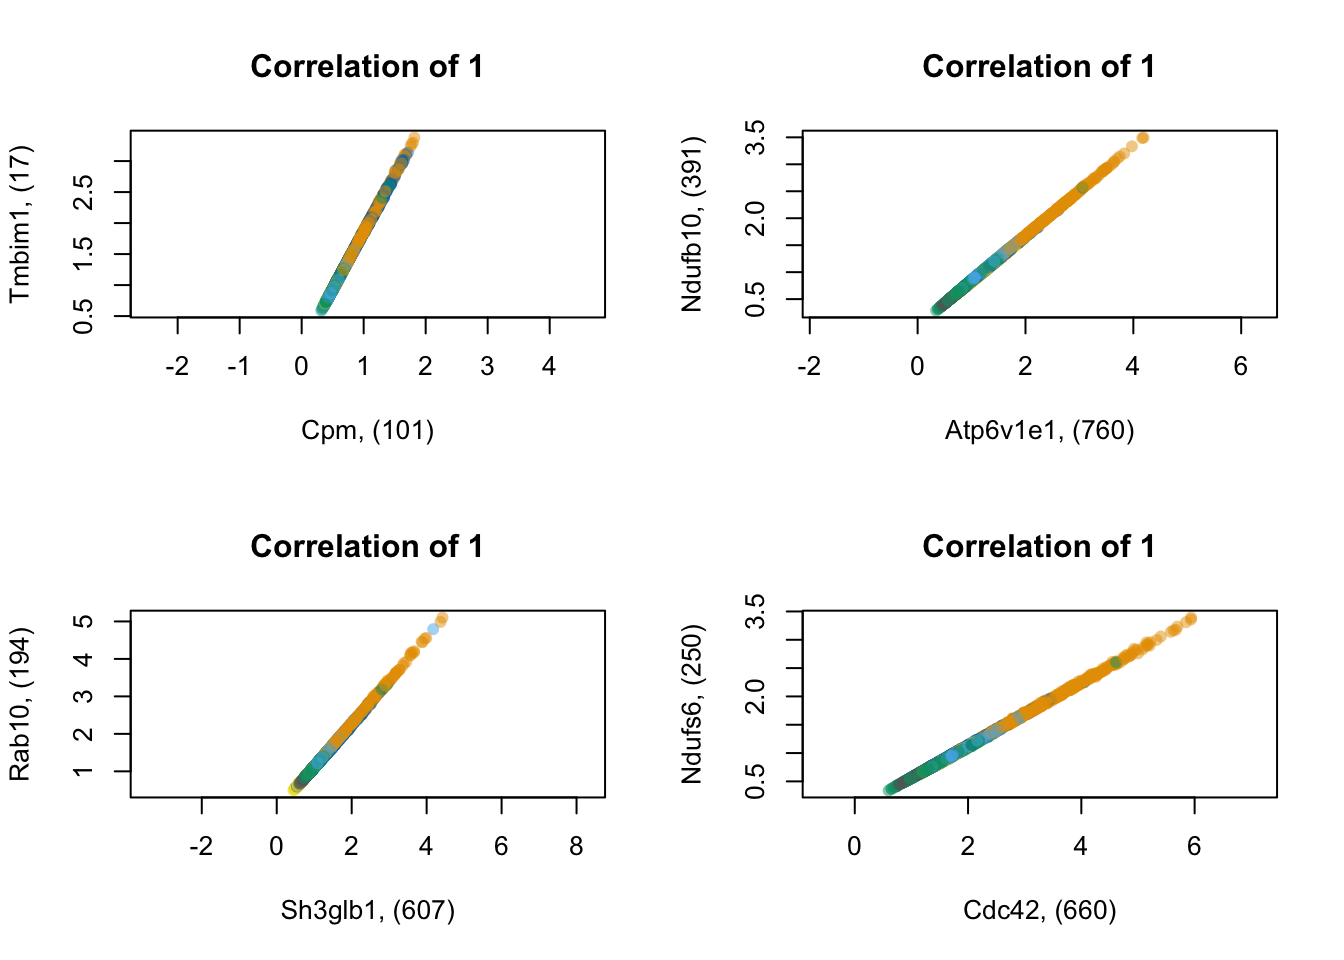 Correlation of 1
Tmbim1, (17)
0.5 1.5 2.5
-2 -1 0 1 2 3 4
Cpm, (101)
Correlation of 1
Ndufb10, (391)
0.5 2.0 3.5
-2 0 2 4 6
Atp6v1e1, (760)
Correlation of 1
Rab10, (194)
1 2 3 4 5
-2 0 2 4 6 8
Sh3glb1, (607)
Correlation of 1
Ndufs6, (250)
0.5 2.0 3.5
0 2 4 6
Cdc42, (660)